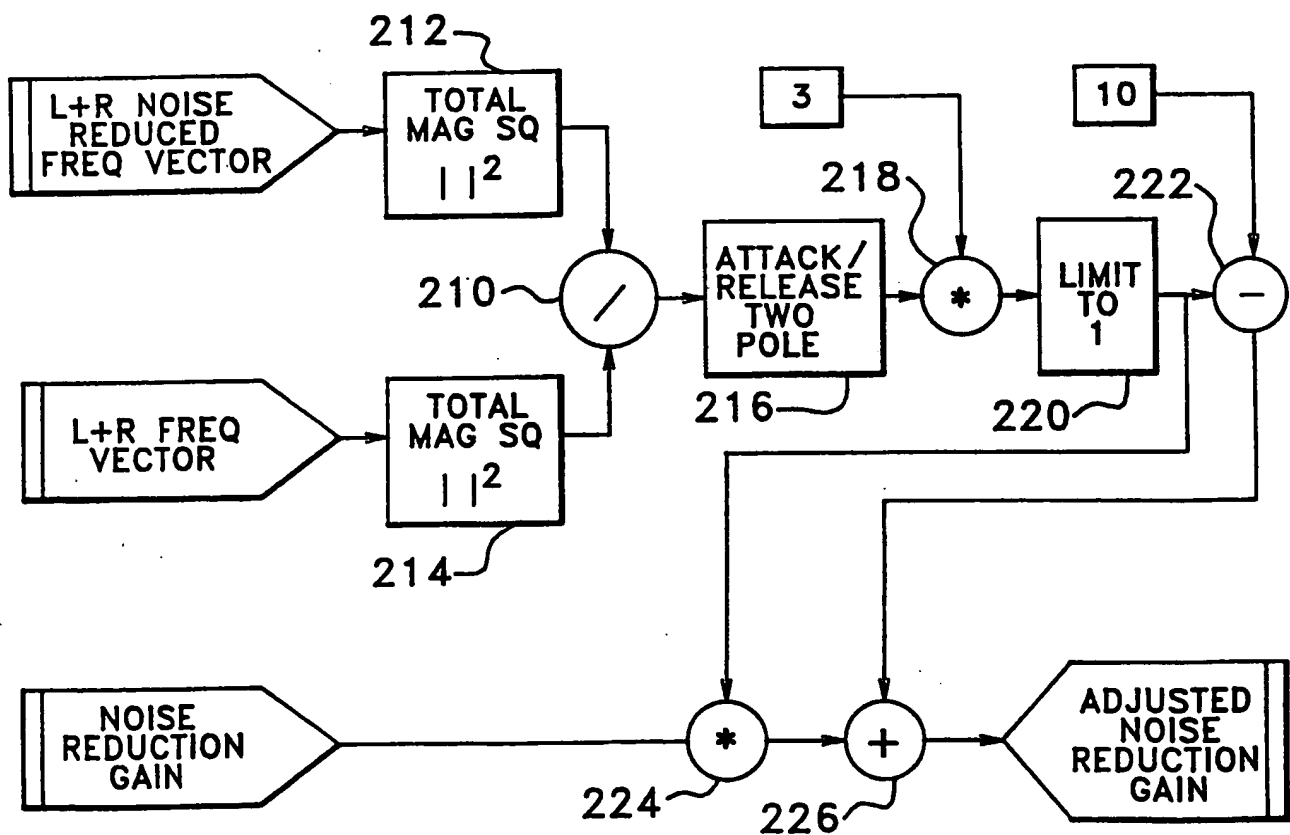 212
L+R NOISE
REDUCED
FREQ VECTOR
TOTAL
MAG SQ
| |²
3
10
218
222
210
/
ATTACK/
RELEASE
TWO
POLE
*
LIMIT
TO
1
−
216
220
L+R FREQ
VECTOR
TOTAL
MAG SQ
| |²
214
NOISE
REDUCTION
GAIN
*
+
ADJUSTED
NOISE
REDUCTION
GAIN
224
226